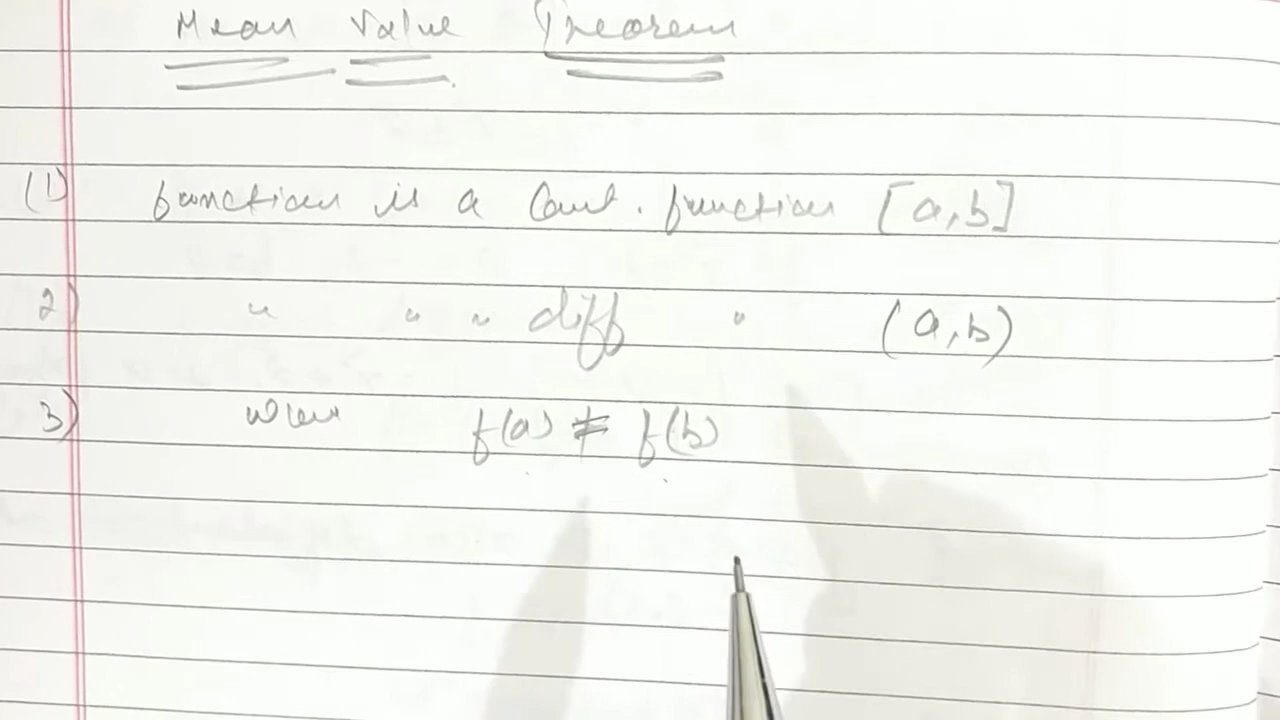 Mean Value Theorem
(1) function is a Cont. function [a,b]
2) " " " diff " (a,b)
3) when f(a) ≠ f(b)